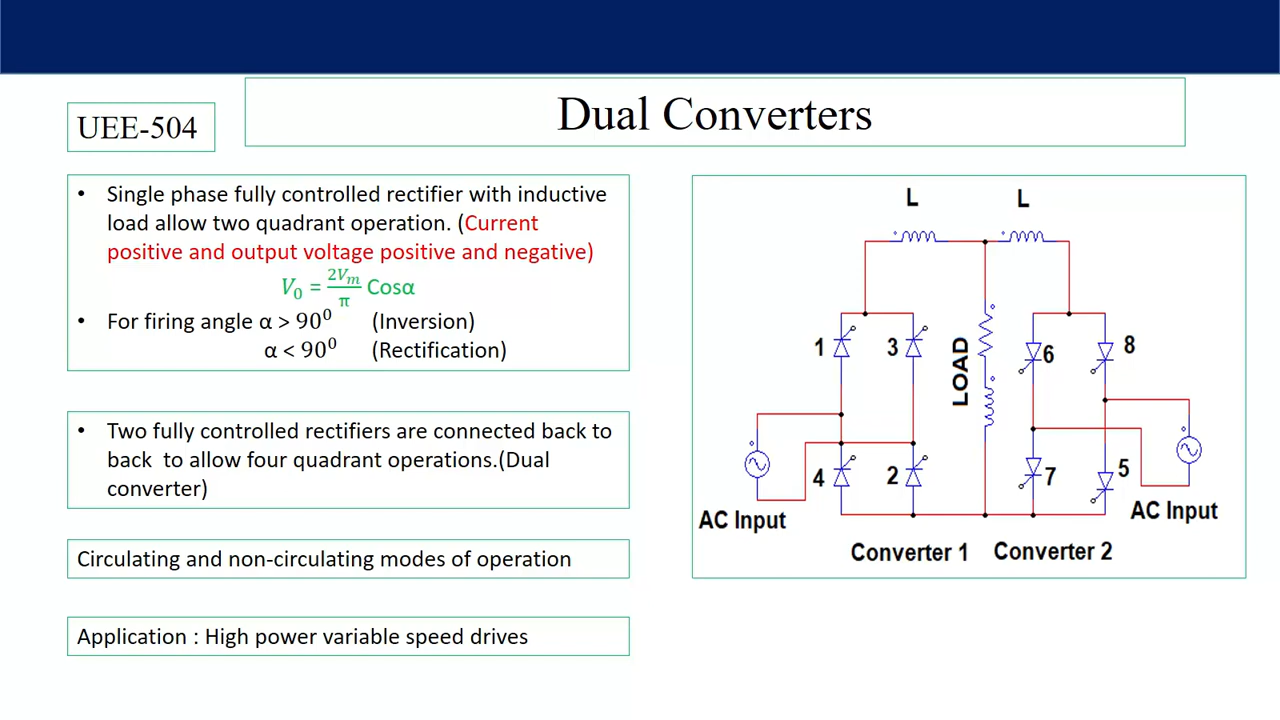 Dual Converters
UEE-504
• Single phase fully controlled rectifier with inductive
load allow two quadrant operation. (Current
positive and output voltage positive and negative)
V₀ = 2Vₘ/π Cosα
• For firing angle α > 90⁰ (Inversion)
α < 90⁰ (Rectification)
• Two fully controlled rectifiers are connected back to
back to allow four quadrant operations.(Dual
converter)
Circulating and non-circulating modes of operation
Application : High power variable speed drives
L L
1 3 LOAD 6 8
4 2 7 5
AC Input AC Input
Converter 1 Converter 2